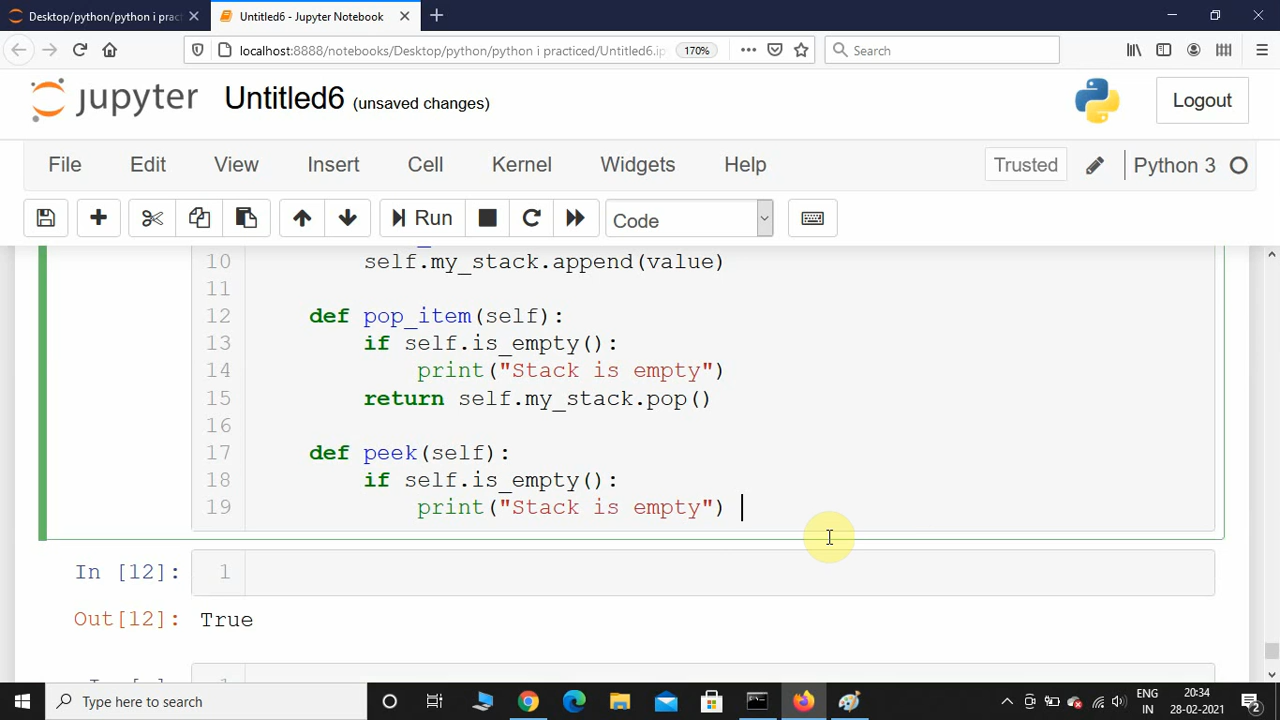 Desktop/python/python i prac
Untitled6 - Jupyter Notebook
localhost:8888/notebooks/Desktop/python/python i practiced/Untitled6.ip
170%
Search
jupyter Untitled6 (unsaved changes)
Logout
File Edit View Insert Cell Kernel Widgets Help
Trusted
Python 3
Run
Code
10 self.my_stack.append(value)
11
12 def pop_item(self):
13 if self.is_empty():
14 print("Stack is empty")
15 return self.my_stack.pop()
16
17 def peek(self):
18 if self.is_empty():
19 print("Stack is empty")
In [12]: 1
Out[12]: True
Type here to search
ENG
IN
20:34
28-02-2021
2